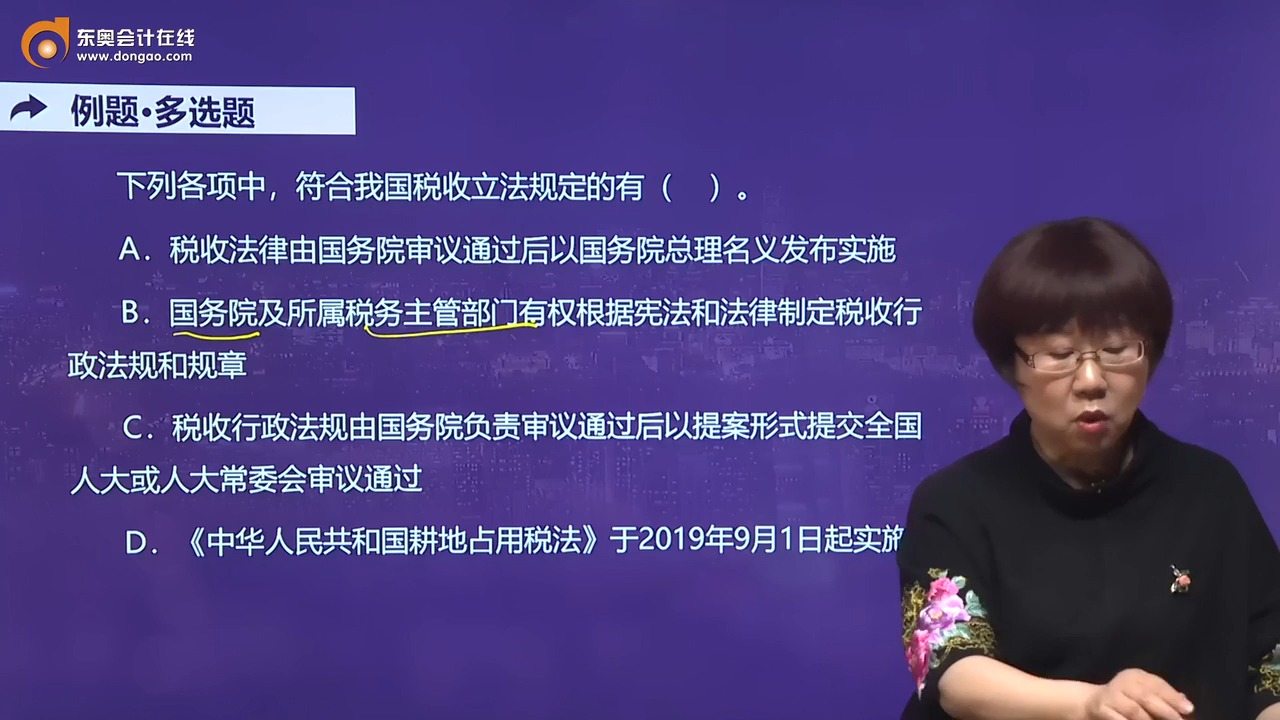 东奥会计在线
www.dongao.com
例题·多选题
下列各项中，符合我国税收立法规定的有（ ）。
A．税收法律由国务院审议通过后以国务院总理名义发布实施
B．国务院及所属税务主管部门有权根据宪法和法律制定税收行
政法规和规章
C．税收行政法规由国务院负责审议通过后以提案形式提交全国
人大或人大常委会审议通过
D．《中华人民共和国耕地占用税法》于2019年9月1日起实施